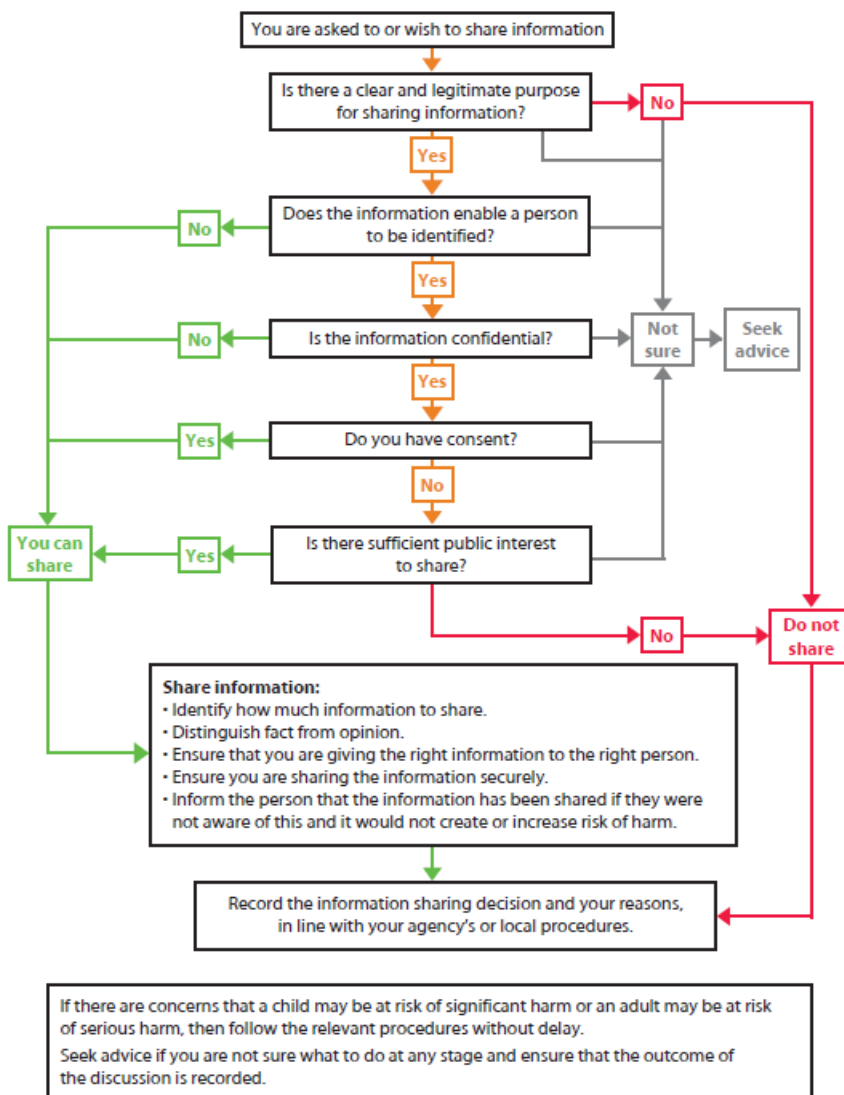 You are asked to or wish to share information
Is there a clear and legitimate purpose
for sharing information?
No
Yes
Does the information enable a person
to be identified?
No
Yes
Is the information confidential?
No
Not
sure
Seek
advice
Yes
Do you have consent?
Yes
No
Is there sufficient public interest
to share?
Yes
You can
share
No
Do not
share
Share information:
• Identify how much information to share.
• Distinguish fact from opinion.
• Ensure that you are giving the right information to the right person.
• Ensure you are sharing the information securely.
• Inform the person that the information has been shared if they were
not aware of this and it would not create or increase risk of harm.
Record the information sharing decision and your reasons,
in line with your agency's or local procedures.
If there are concerns that a child may be at risk of significant harm or an adult may be at risk
of serious harm, then follow the relevant procedures without delay.
Seek advice if you are not sure what to do at any stage and ensure that the outcome of
the discussion is recorded.